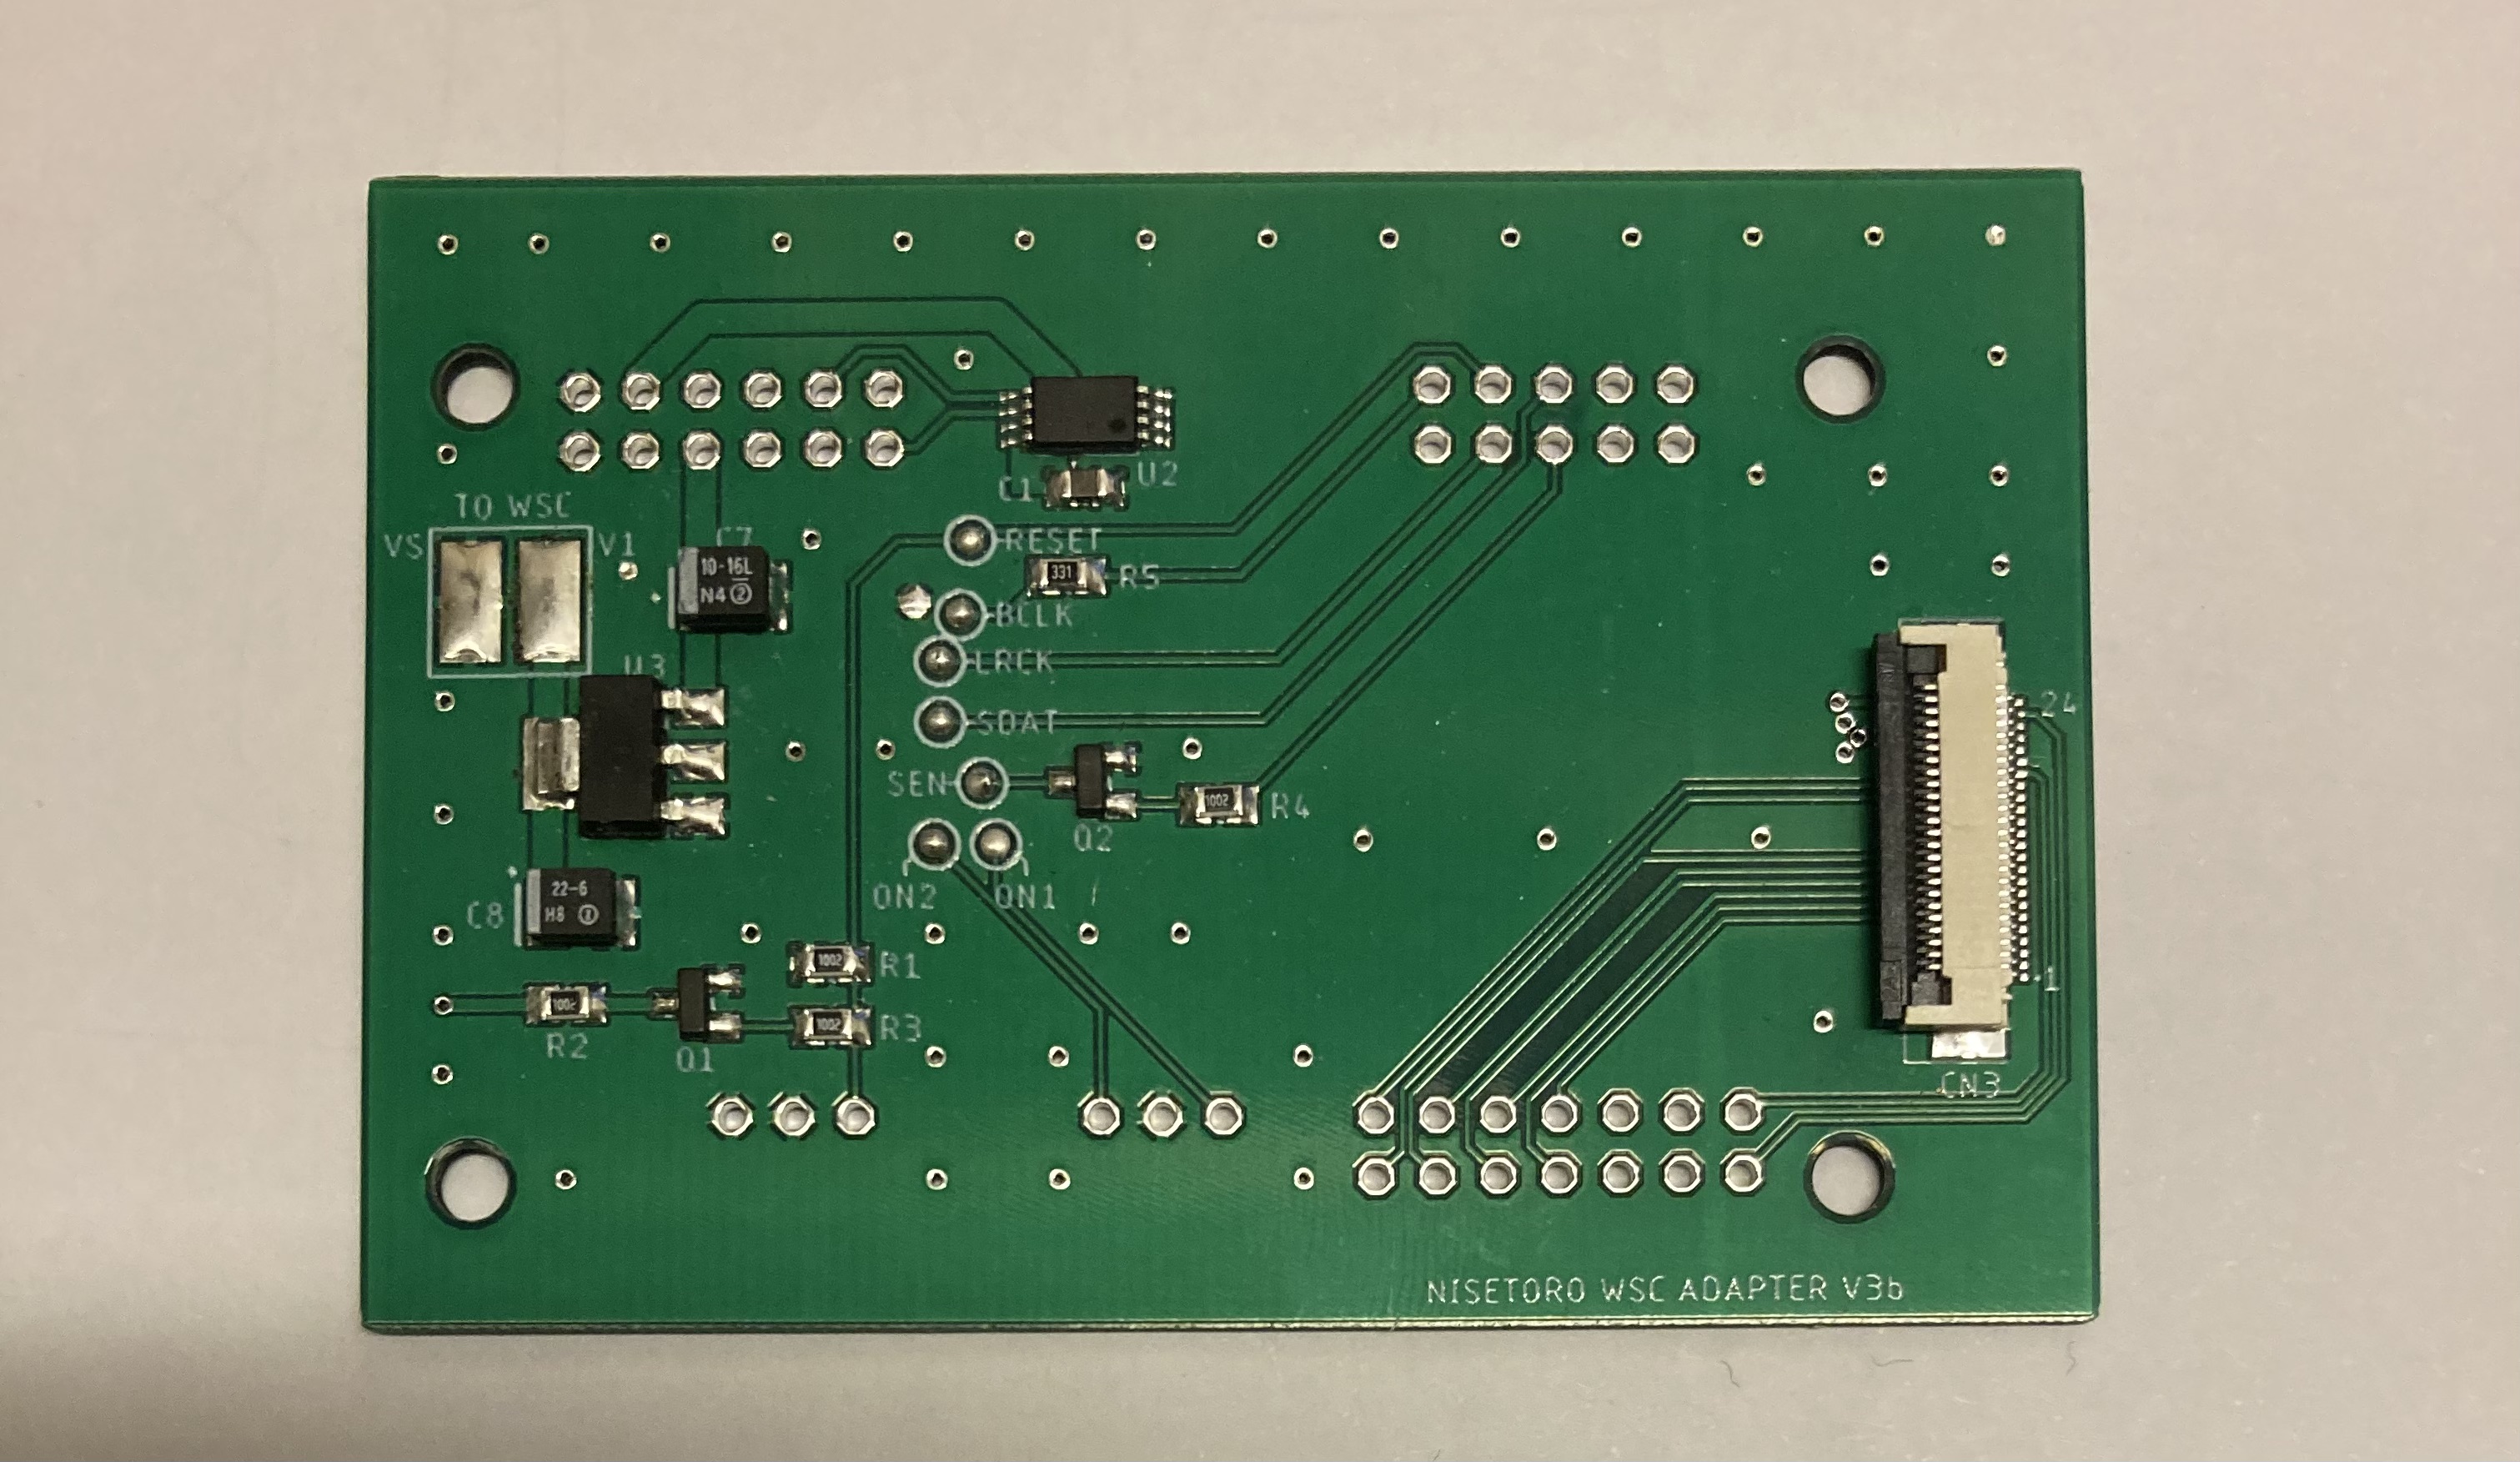 U2
C1
TO WSC
VS
V1
C7
10-16L
N4 2
RESET
331
R5
BCLK
LRCK
SDAT
U3
24
SEN
1002
R4
Q2
ON2
ON1
22-6
H8
C8
1002
R1
1002
R2
1002
R3
Q1
1
CN3
NISETORO WSC ADAPTER V3b